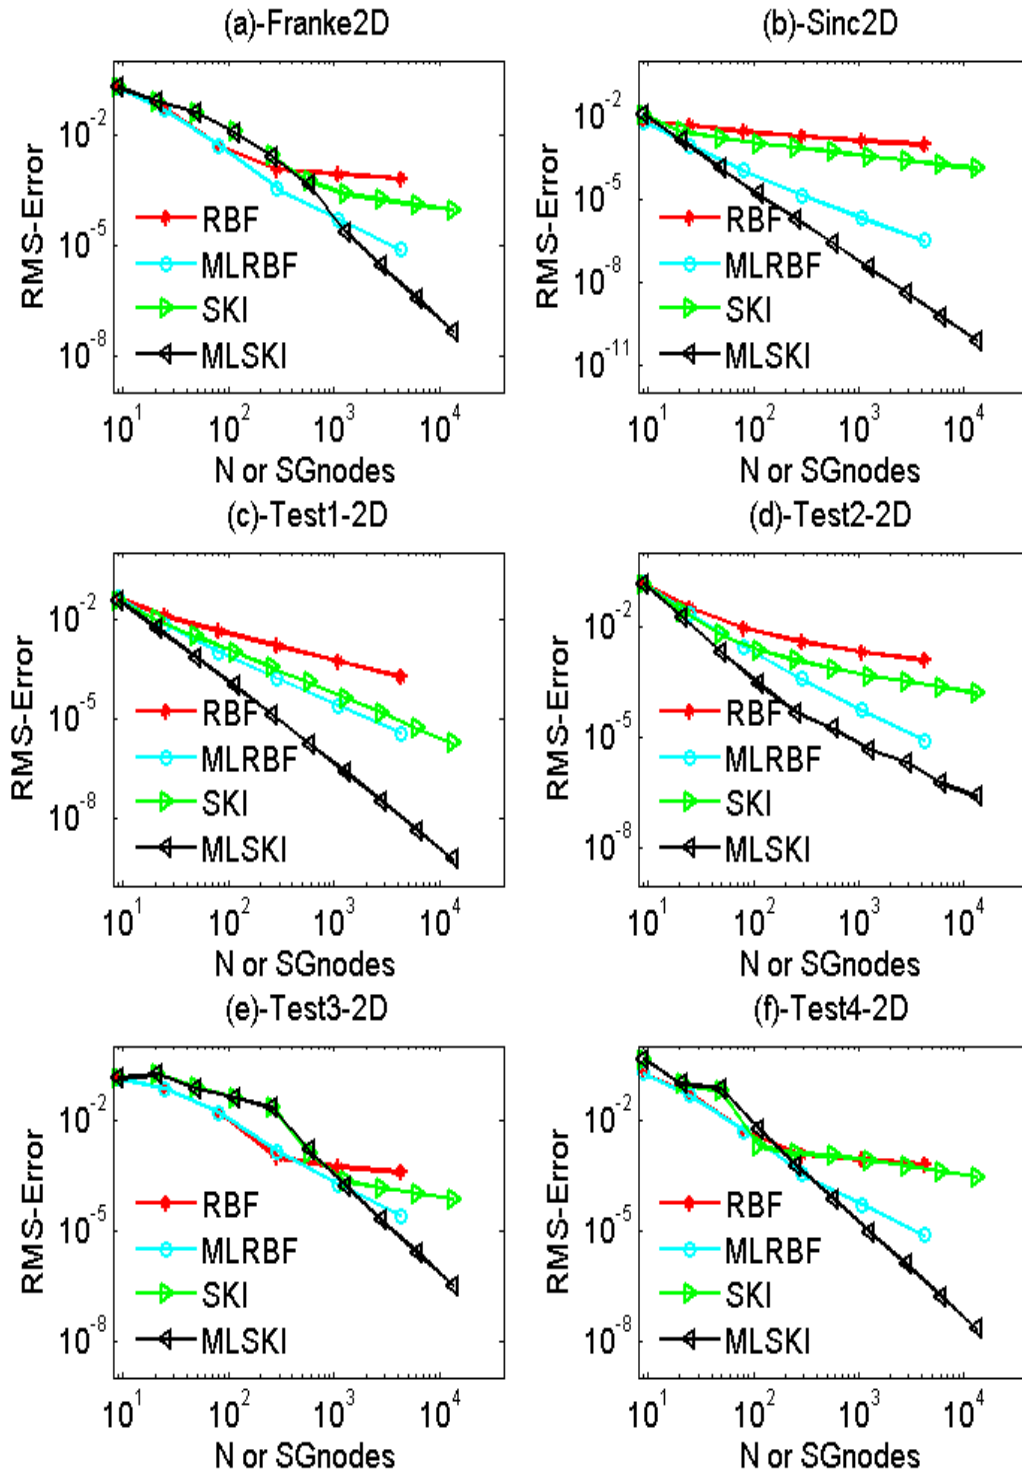 (a)-Franke2D
RMS-Error
10^-2
10^-5
10^-8
RBF
MLRBF
SKI
MLSKI
10^1 10^2 10^3 10^4
N or SGnodes
(b)-Sinc2D
RMS-Error
10^-2
10^-5
10^-8
10^-11
RBF
MLRBF
SKI
MLSKI
10^1 10^2 10^3 10^4
N or SGnodes
(c)-Test1-2D
RMS-Error
10^-2
10^-5
10^-8
RBF
MLRBF
SKI
MLSKI
10^1 10^2 10^3 10^4
N or SGnodes
(d)-Test2-2D
RMS-Error
10^-2
10^-5
10^-8
RBF
MLRBF
SKI
MLSKI
10^1 10^2 10^3 10^4
N or SGnodes
(e)-Test3-2D
RMS-Error
10^-2
10^-5
10^-8
RBF
MLRBF
SKI
MLSKI
10^1 10^2 10^3 10^4
N or SGnodes
(f)-Test4-2D
RMS-Error
10^-2
10^-5
10^-8
RBF
MLRBF
SKI
MLSKI
10^1 10^2 10^3 10^4
N or SGnodes